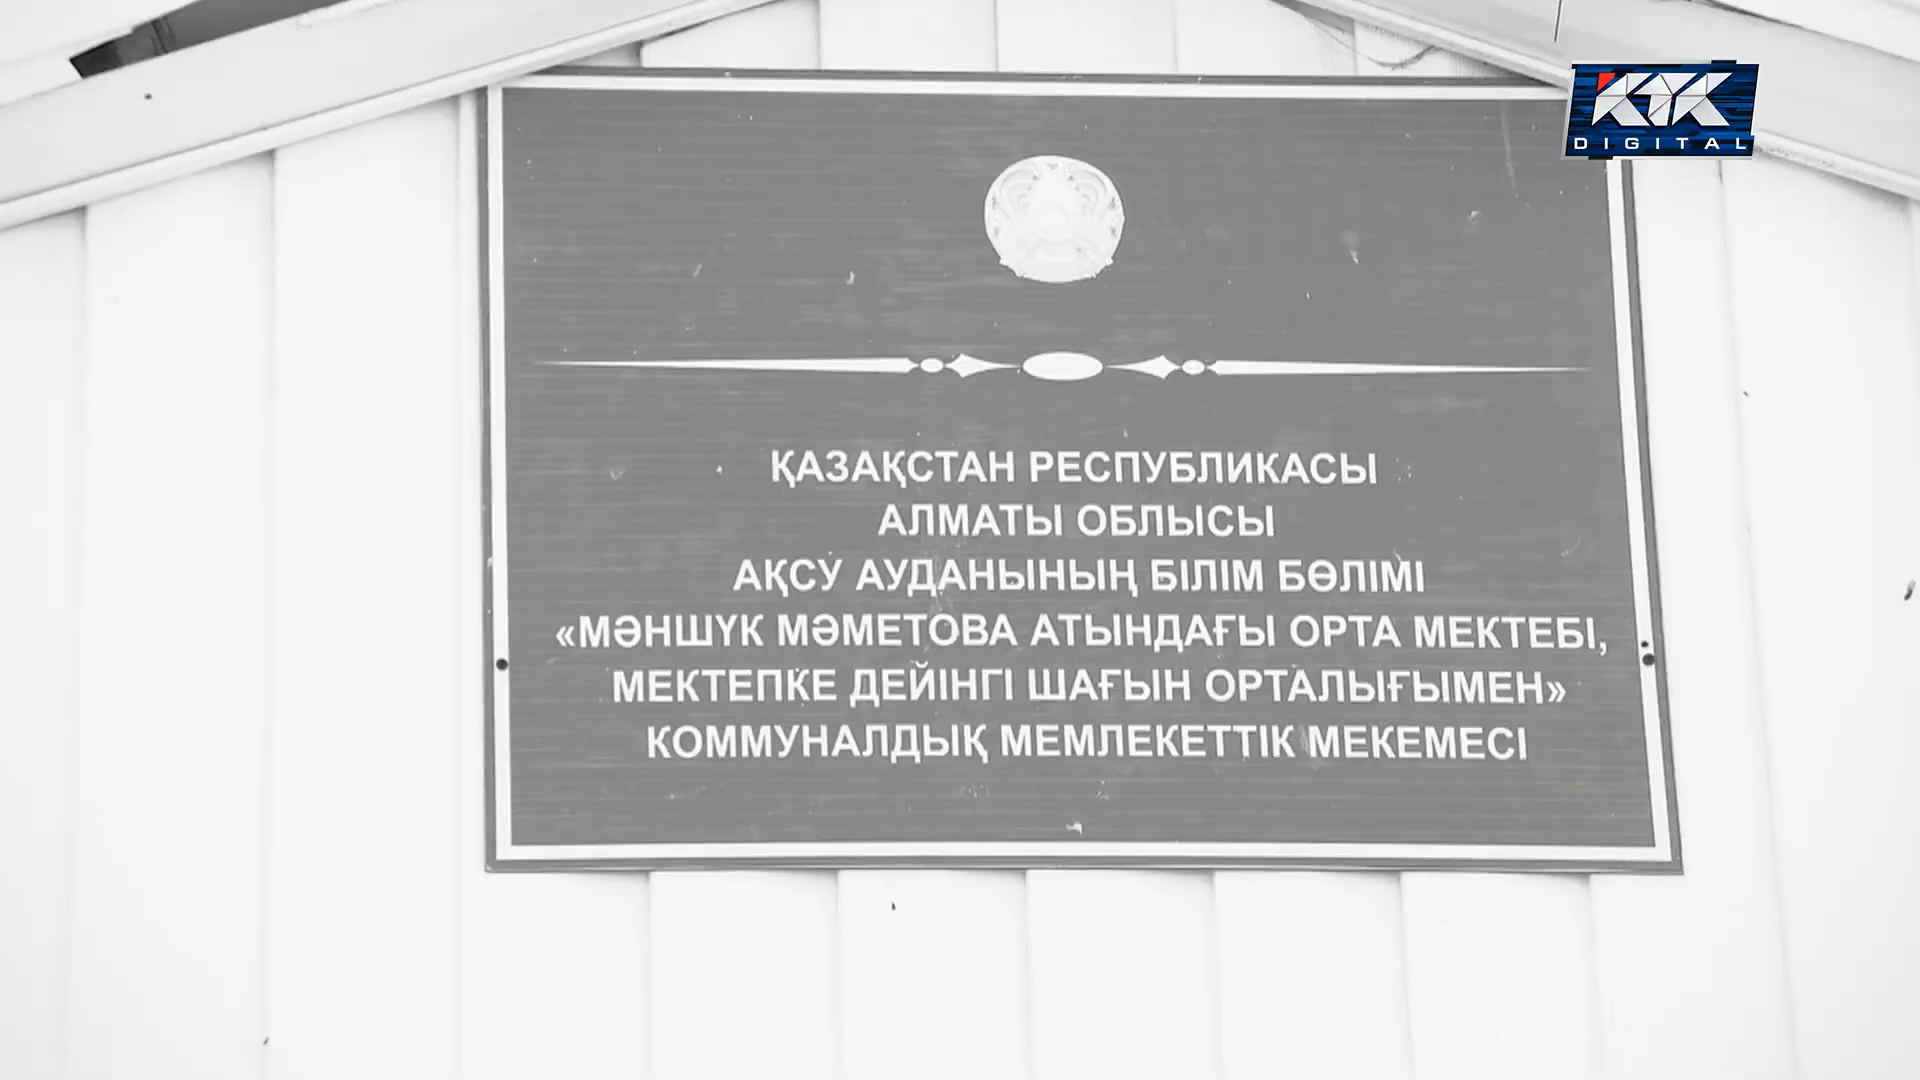 КТК
DIGITAL
ҚАЗАҚСТАН РЕСПУБЛИКАСЫ
АЛМАТЫ ОБЛЫСЫ
АҚСУ АУДАНЫНЫҢ БІЛІМ БӨЛІМІ
«МӘНШҮК МӘМЕТОВА АТЫНДАҒЫ ОРТА МЕКТЕБІ,
МЕКТЕПКЕ ДЕЙІНГІ ШАҒЫН ОРТАЛЫҒЫМЕН»
КОММУНАЛДЫҚ МЕМЛЕКЕТТІК МЕКЕМЕСІ